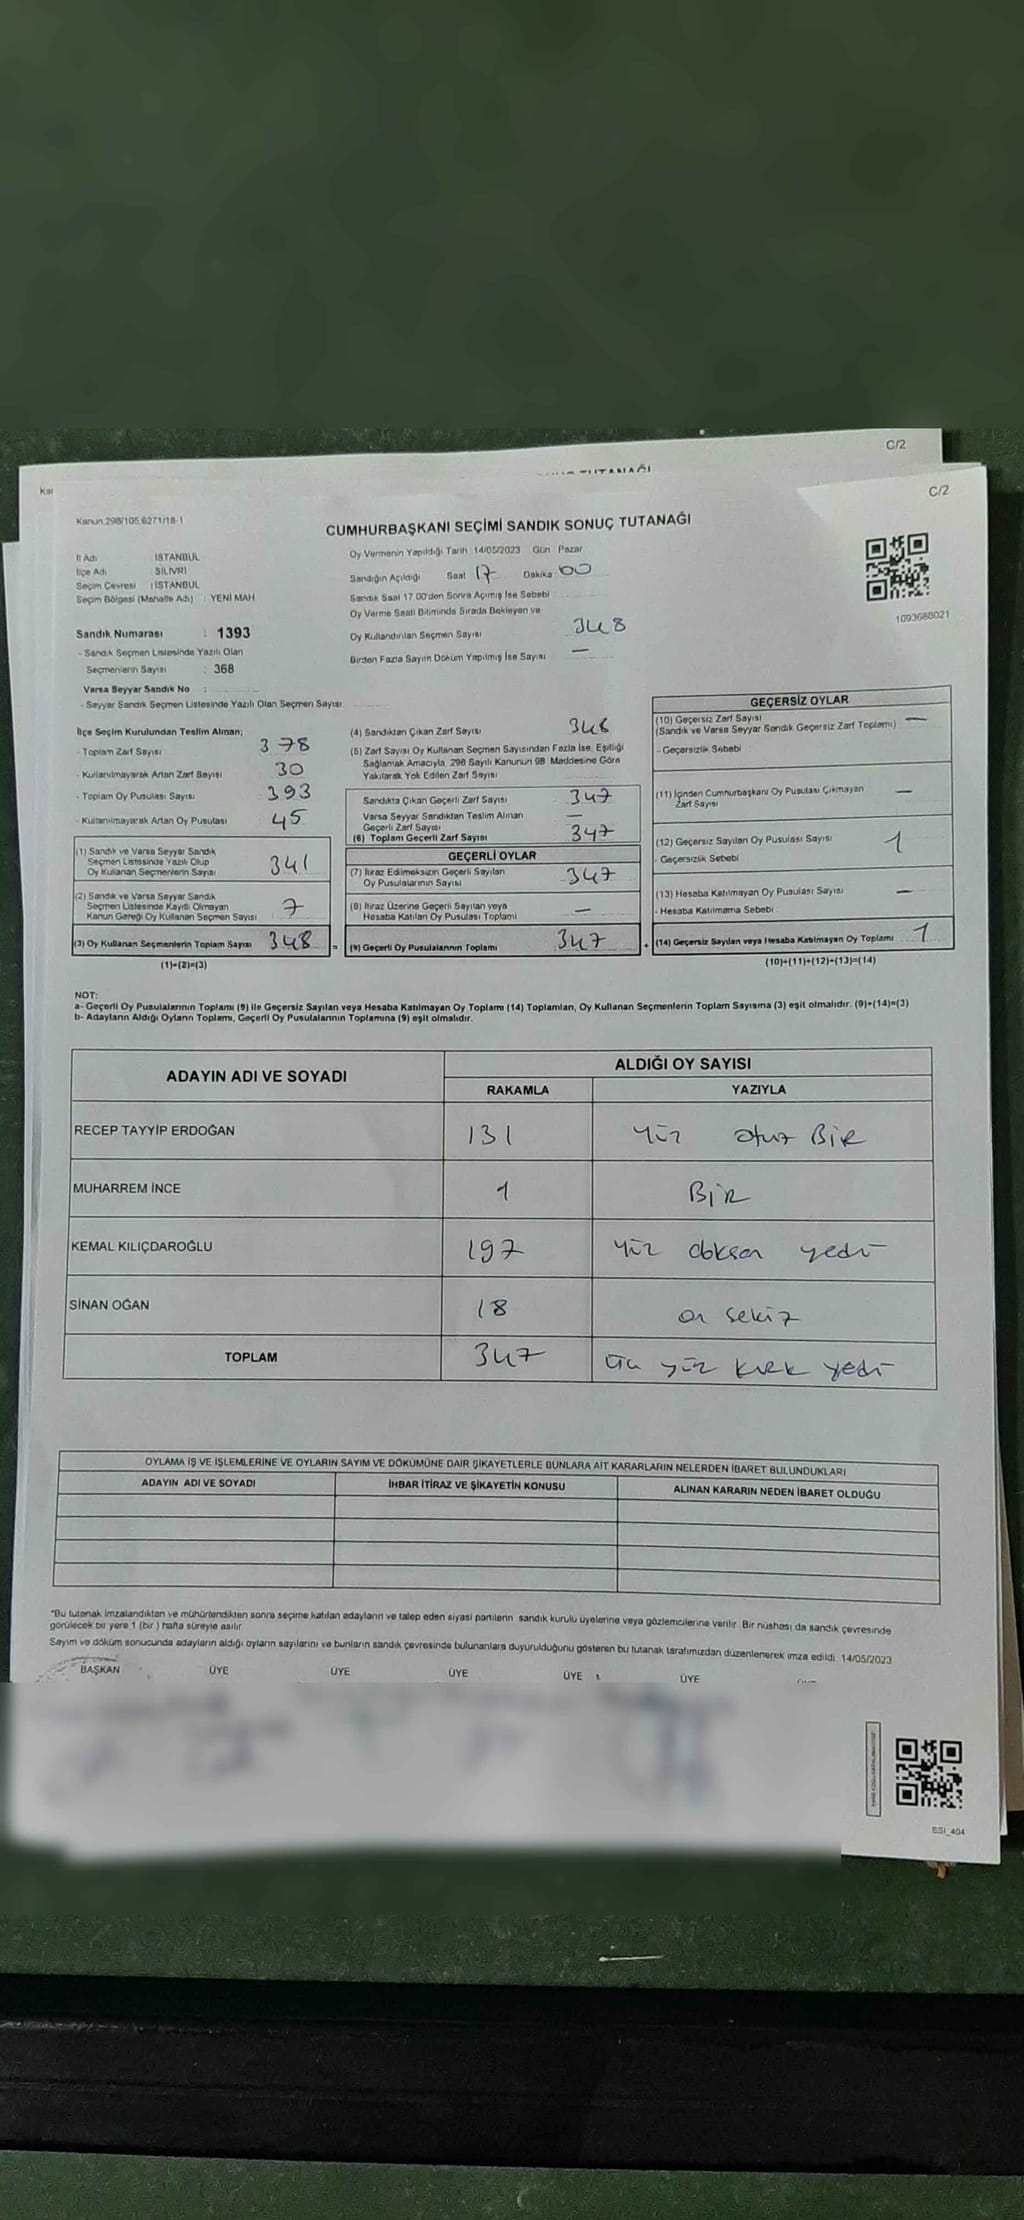 C/2
C/2
Kanun:298/105,6271/18-1
CUMHURBAŞKANI SEÇİMİ SANDIK SONUÇ TUTANAĞI
1093688021
İl Adı : İSTANBUL
İlçe Adı : SİLİVRİ
Seçim Çevresi : İSTANBUL
Seçim Bölgesi (Mahalle Adı) : YENİ MAH
Sandık Numarası : 1393
- Sandık Seçmen Listesinde Yazılı Olan
Seçmenlerin Sayısı : 368
Varsa Seyyar Sandık No :
- Seyyar Sandık Seçmen Listesinde Yazılı Olan Seçmen Sayısı:
Oy Vermenin Yapıldığı Tarih :14/05/2023 Gün : Pazar
Sandığın Açıldığı Saat 17 Dakika 00
Sandık Saat 17.00'den Sonra Açımış İse Sebebi :
Oy Verme Saati Bitiminde Sırada Bekleyen ve
Oy Kullandırılan Seçmen Sayısı 348
Birden Fazla Sayım Döküm Yapılmış İse Sayısı —
İlçe Seçim Kurulundan Teslim Alınan;
- Toplam Zarf Sayısı : 378
- Kullanılmayarak Artan Zarf Sayısı : 30
- Toplam Oy Pusulası Sayısı : 393
- Kullanılmayarak Artan Oy Pusulası : 45
(1) Sandık ve Varsa Seyyar Sandık
Seçmen Listesinde Yazılı Olup
Oy Kullanan Seçmenlerin Sayısı 341
(2) Sandık ve Varsa Seyyar Sandık
Seçmen Listesinde Kayıtlı Olmayan
Kanun Gereği Oy Kullanan Seçmen Sayısı 7
(3) Oy Kullanan Seçmenlerin Toplam Sayısı 348
(1)+(2)=(3)
(4) Sandıktan Çıkan Zarf Sayısı 348
(5) Zarf Sayısı Oy Kullanan Seçmen Sayısından Fazla İse, Eşitliği
Sağlamak Amacıyla, 298 Sayılı Kanunun 98. Maddesine Göre
Yakılarak Yok Edilen Zarf Sayısı
Sandıkta Çıkan Geçerli Zarf Sayısı 347
Varsa Seyyar Sandıktan Teslim Alınan
Geçerli Zarf Sayısı —
(6) Toplam Geçerli Zarf Sayısı 347
GEÇERLİ OYLAR
(7) İtiraz Edilmeksizin Geçerli Sayılan
Oy Pusulalarının Sayısı 347
(8) İtiraz Üzerine Geçerli Sayılan veya
Hesaba Katılan Oy Pusulası Toplamı —
= (9) Geçerli Oy Pusulalarının Toplamı 347
GEÇERSİZ OYLAR
(10) Geçersiz Zarf Sayısı
(Sandık ve Varsa Seyyar Sandık Geçersiz Zarf Toplamı) —
- Geçersizlik Sebebi :
(11) İçinden Cumhurbaşkanı Oy Pusulası Çıkmayan
Zarf Sayısı —
(12) Geçersiz Sayılan Oy Pusulası Sayısı 1
- Geçersizlik Sebebi :
(13) Hesaba Katılmayan Oy Pusulası Sayısı —
- Hesaba Katılmama Sebebi :
+ (14) Geçersiz Sayılan veya Hesaba Katılmayan Oy Toplamı 1
(10)+(11)+(12)+(13)=(14)
NOT:
a- Geçerli Oy Pusulalarının Toplamı (9) ile Geçersiz Sayılan veya Hesaba Katılmayan Oy Toplamı (14) Toplamları, Oy Kullanan Seçmenlerin Toplam Sayısına (3) eşit olmalıdır. (9)+(14)=(3)
b- Adayların Aldığı Oyların Toplamı, Geçerli Oy Pusulalarının Toplamına (9) eşit olmalıdır.
ADAYIN ADI VE SOYADI
ALDIĞI OY SAYISI
RAKAMLA YAZIYLA
RECEP TAYYİP ERDOĞAN 131 Yüz otuz Bir
MUHARREM İNCE 1 Bir
KEMAL KILIÇDAROĞLU 197 Yüz doksan yedi
SİNAN OĞAN 18 on sekiz
TOPLAM 347 Üç yüz kırk yedi
OYLAMA İŞ VE İŞLEMLERİNE VE OYLARIN SAYIM VE DÖKÜMÜNE DAİR ŞİKAYETLERLE BUNLARA AİT KARARLARIN NELERDEN İBARET BULUNDUKLARI
ADAYIN ADI VE SOYADI İHBAR İTİRAZ VE ŞİKAYETİN KONUSU ALINAN KARARIN NEDEN İBARET OLDUĞU
*Bu tutanak imzalandıktan ve mühürlendikten sonra seçime katılan adayların ve talep eden siyasi partilerin sandık kurulu üyelerine veya gözlemcilerine verilir. Bir nüshası da sandık çevresinde
görülecek bir yere 1 (bir) hafta süreyle asılır
Sayım ve döküm sonucunda adayların aldığı oyların sayılarını ve bunların sandık çevresinde bulunanlara duyurulduğunu gösteren bu tutanak tarafımızdan düzenlenerek imza edildi. 14/05/2023
BAŞKAN ÜYE ÜYE ÜYE ÜYE ÜYE